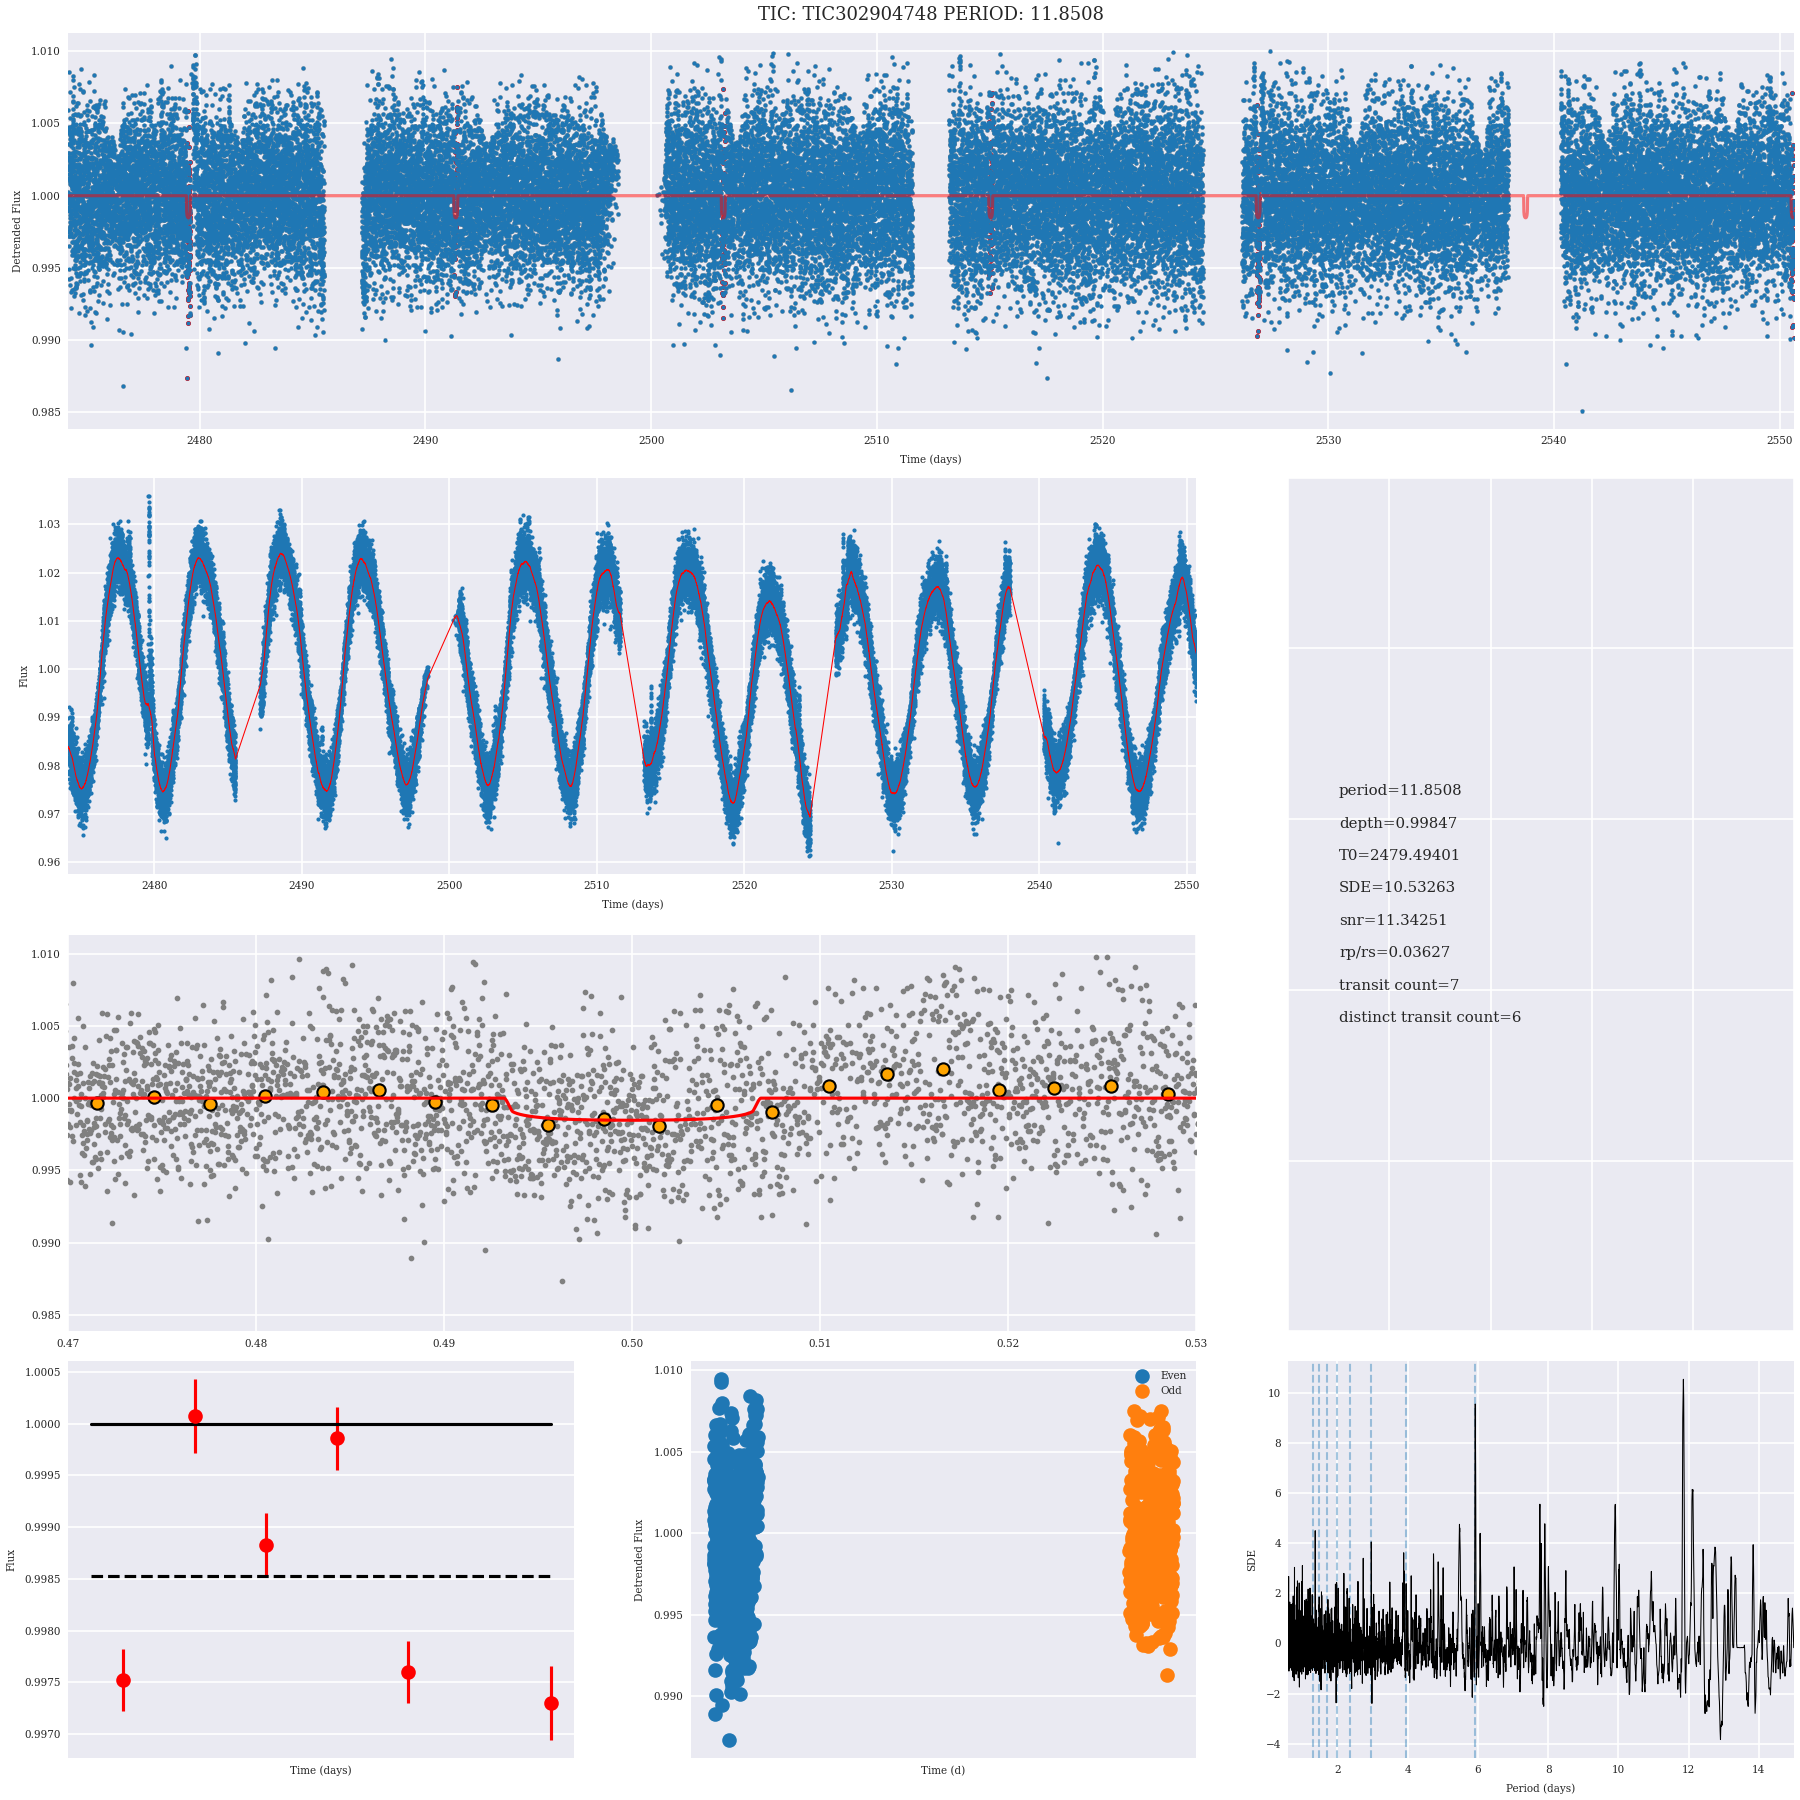 TIC: TIC302904748 PERIOD: 11.8508
1.010
1.005
1.000
0.995
0.990
0.985
Detrended Flux
2480 2490 2500 2510 2520 2530 2540 2550
Time (days)
1.03
1.02
1.01
1.00
0.99
0.98
0.97
0.96
Flux
2480 2490 2500 2510 2520 2530 2540 2550
Time (days)
period=11.8508
depth=0.99847
T0=2479.49401
SDE=10.53263
snr=11.34251
rp/rs=0.03627
transit count=7
distinct transit count=6
1.010
1.005
1.000
0.995
0.990
0.985
0.47 0.48 0.49 0.50 0.51 0.52 0.53
1.0005
1.0000
0.9995
0.9990
0.9985
0.9980
0.9975
0.9970
Flux
Time (days)
1.010
1.005
1.000
0.995
0.990
Detrended Flux
Even
Odd
Time (d)
10
8
6
4
2
0
−2
−4
SDE
2 4 6 8 10 12 14
Period (days)